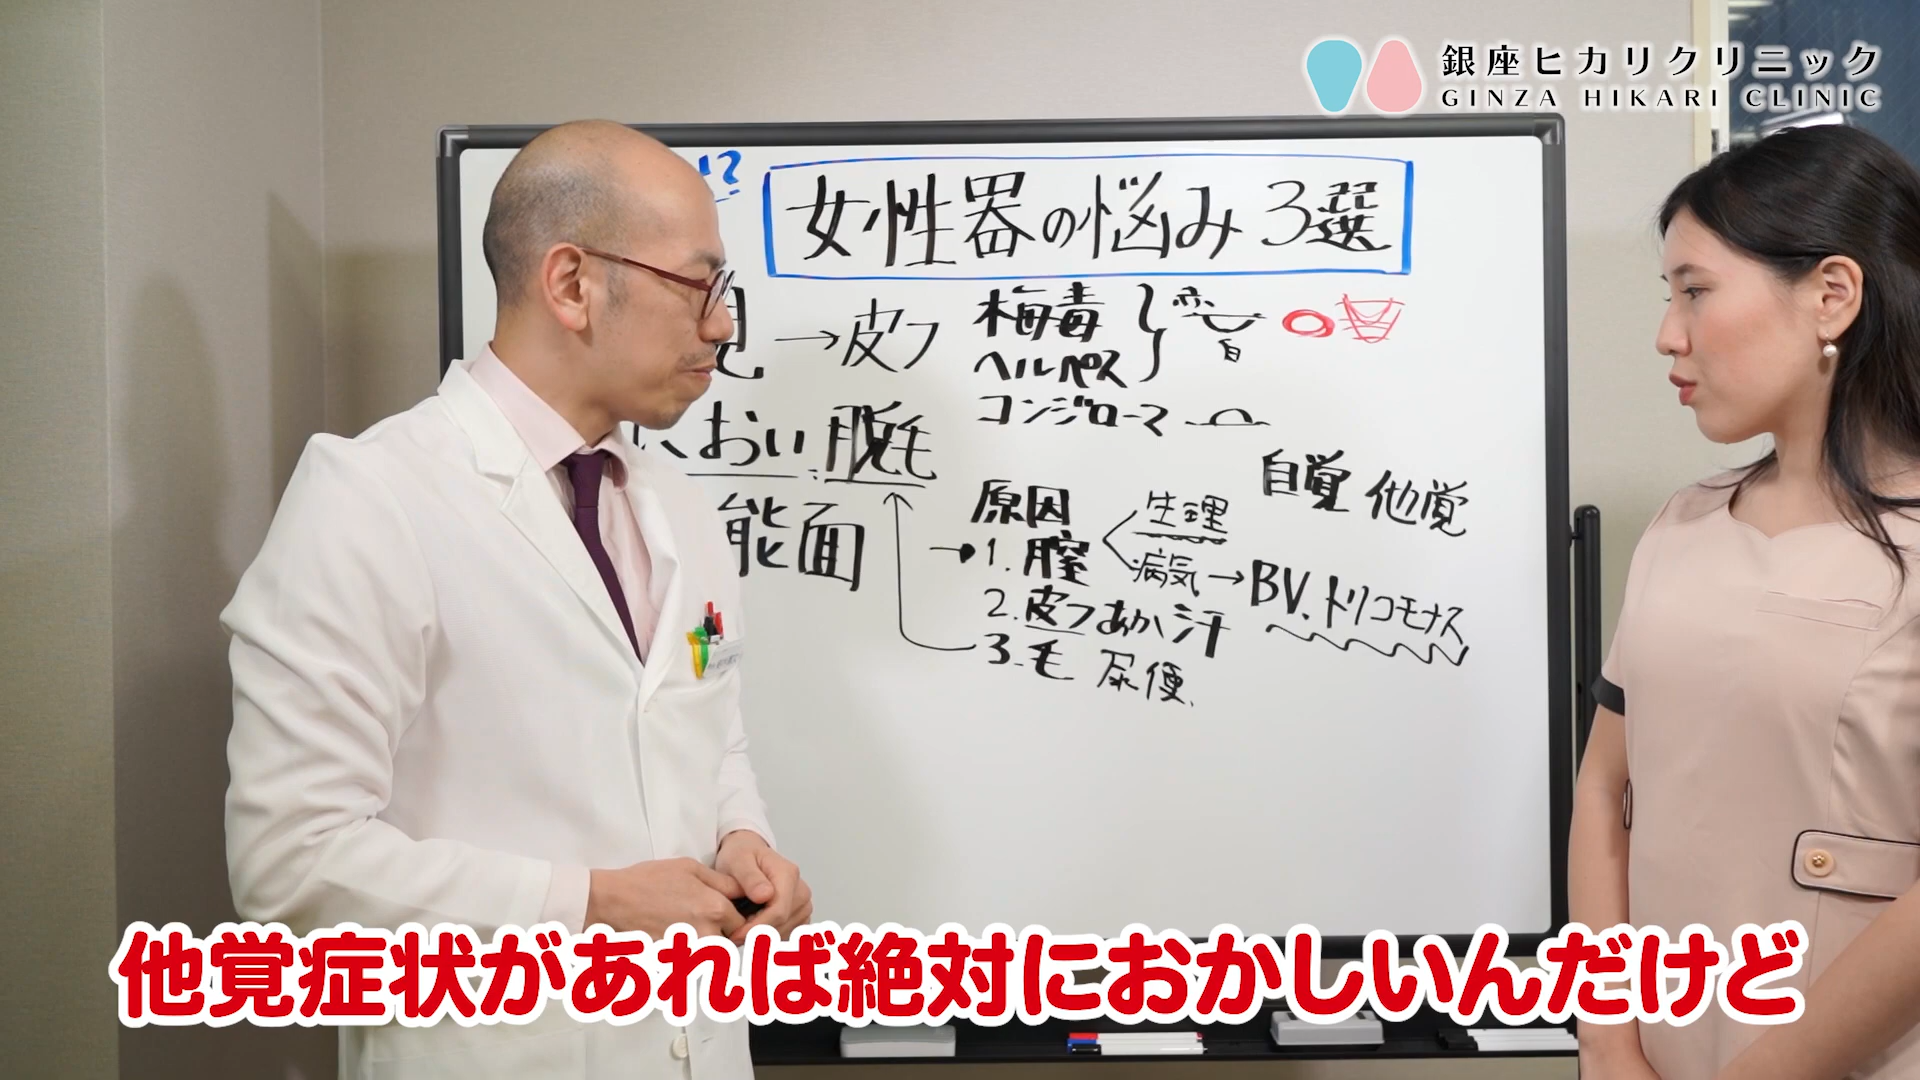 銀座ヒカリクリニック
GINZA HIKARI CLINIC
女性器の悩み3選
→皮フ
梅毒
ヘルペス
コンジローマ
におい 脱毛
能面
自覚 他覚
原因
1.膣
生理
病気→BV.トリコモナス
2.皮フ あか 汗
3.毛 尿 便
他覚症状があれば絶対におかしいんだけど